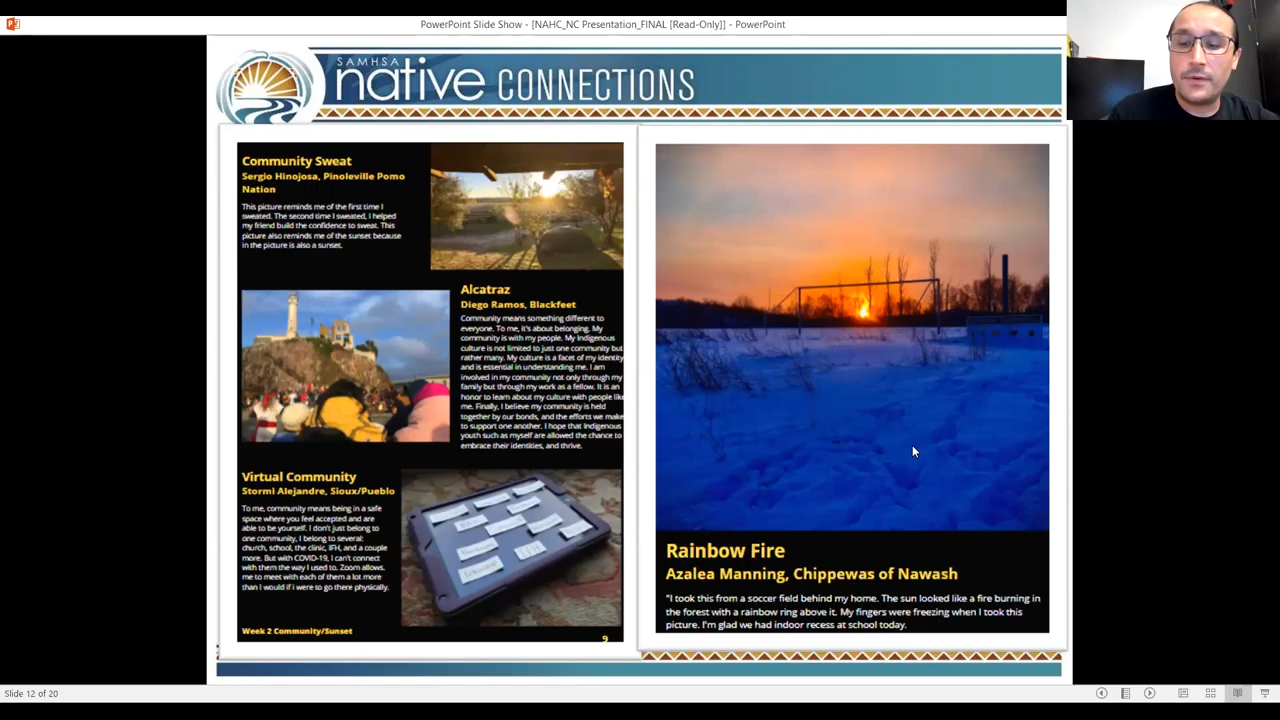 PowerPoint Slide Show - [NAHC_NC Presentation_FINAL [Read-Only]] - PowerPoint
SAMHSA
native CONNECTIONS
Community Sweat
Sergio Hinojosa, Pinoleville Pomo
Nation
This picture reminds me of the first time I
sweated. The second time I sweated, I helped
my friend build the confidence to sweat. This
picture also reminds me of the sunset because
in the picture is also a sunset.
Alcatraz
Diego Ramos, Blackfeet
Community means something different to
everyone. To me, it's about belonging. My
community is with my people. My Indigenous
culture is not limited to just one community but
rather many. My culture is a facet of my identity
and is essential in understanding me. I am
involved in my community not only through my
family but through my work as a fellow. It is an
honor to learn about my culture with people like
me. Finally, I believe my community is held
together by our bonds, and the efforts we make
to support one another. I hope that Indigenous
youth such as myself are allowed the chance to
embrace their identities, and thrive.
Virtual Community
Stormi Alejandre, Sioux/Pueblo
To me, community means being in a safe
space where you feel accepted and are
able to be yourself. I don't just belong to
one community, I belong to several:
church, school, the clinic, IFH, and a couple
more. But with COVID-19, I can't connect
with them the way I used to. Zoom allows
me to meet with each of them a lot more
than I would if i were to go there physically.
Week 2 Community/Sunset
9
Rainbow Fire
Azalea Manning, Chippewas of Nawash
"I took this from a soccer field behind my home. The sun looked like a fire burning in
the forest with a rainbow ring above it. My fingers were freezing when I took this
picture. I'm glad we had indoor recess at school today.
Slide 12 of 20